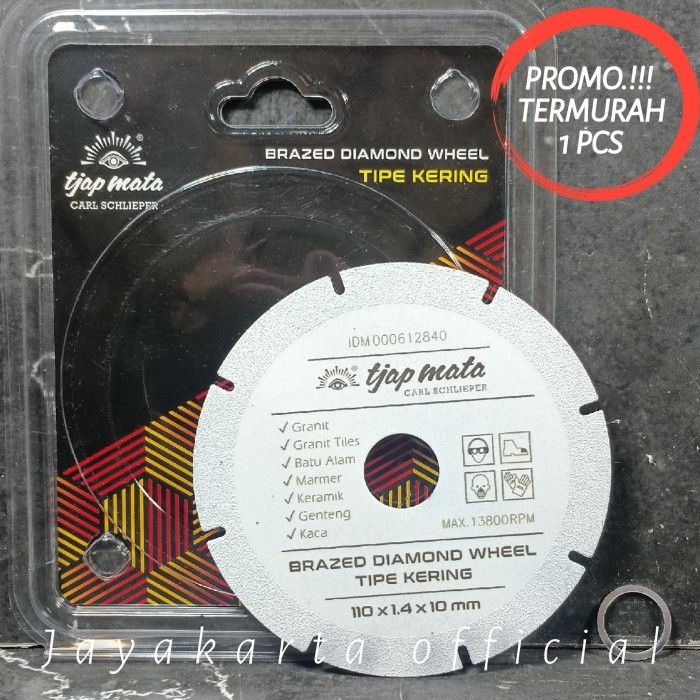 PROMO.!!!
TERMURAH
1 PCS
tjap mata
CARL SCHLIEPER
BRAZED DIAMOND WHEEL
TIPE KERING
IDM000612840
tjap mata
CARL SCHLIEPER
✓ Granit
✓ Granit Tiles
✓ Batu Alam
✓ Marmer
✓ Keramik
✓ Genteng
✓ Kaca
MAX.13800RPM
BRAZED DIAMOND WHEEL
TIPE KERING
110 x 1.4 x 10 mm
Jayakarta official